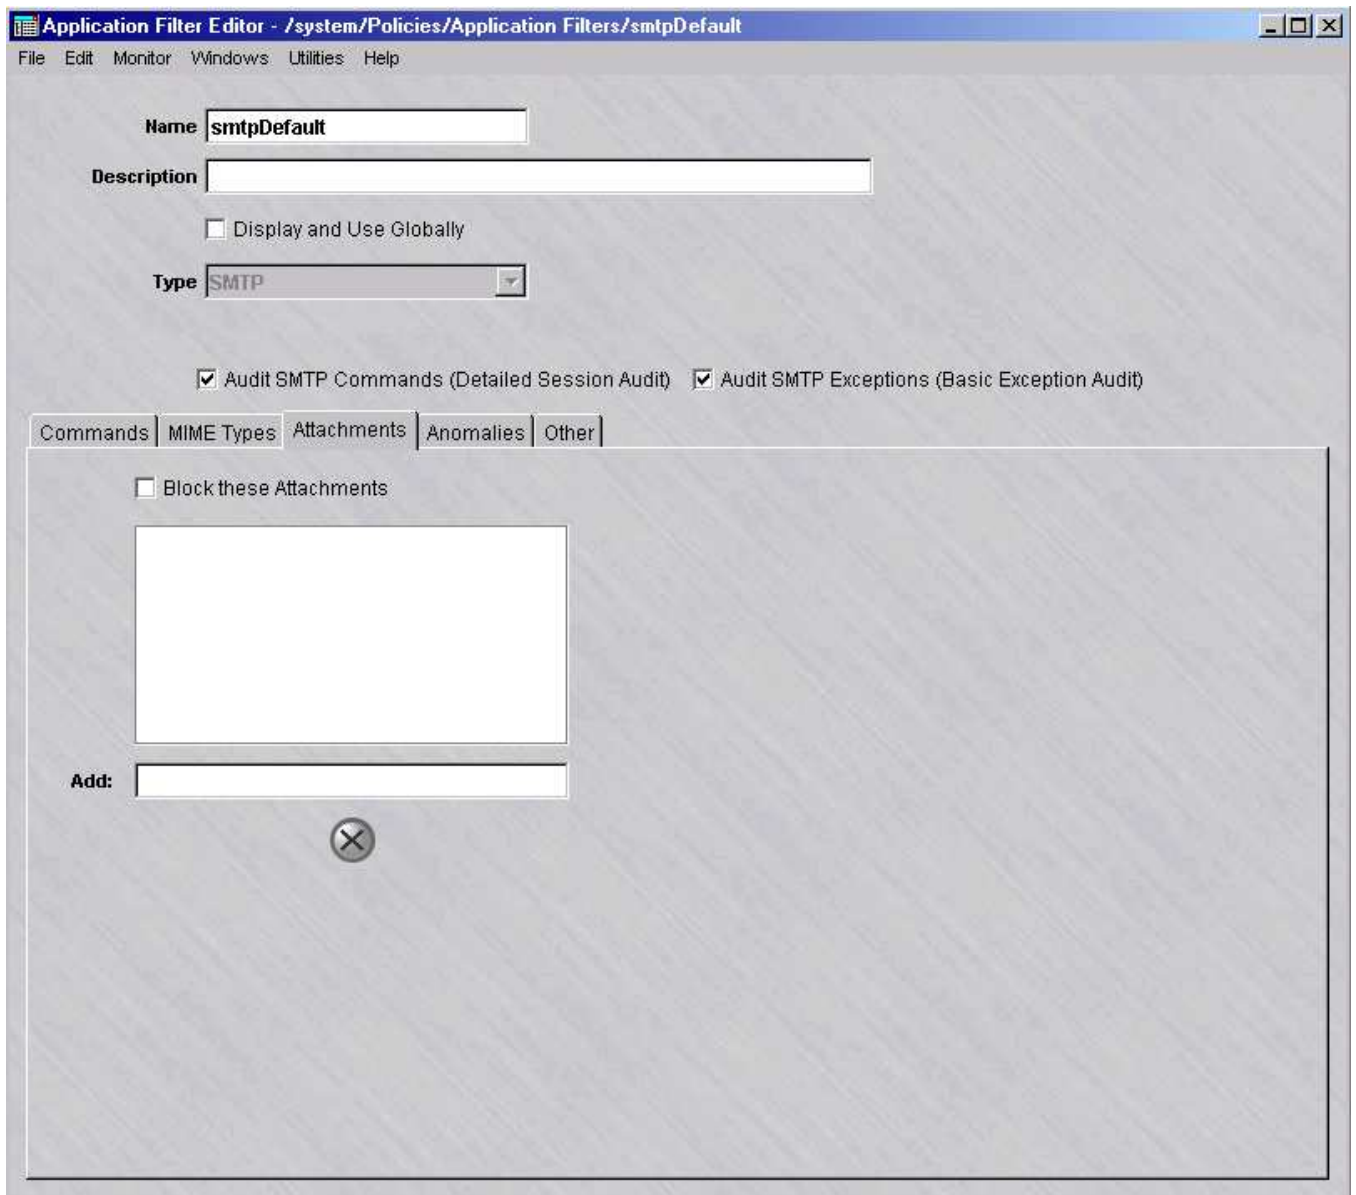 Application Filter Editor - /system/Policies/Application Filters/smtpDefault
File Edit Monitor Windows Utilities Help
Name smtpDefault
Description
Display and Use Globally
Type SMTP
Audit SMTP Commands (Detailed Session Audit) Audit SMTP Exceptions (Basic Exception Audit)
Commands MIME Types Attachments Anomalies Other
Block these Attachments
Add: